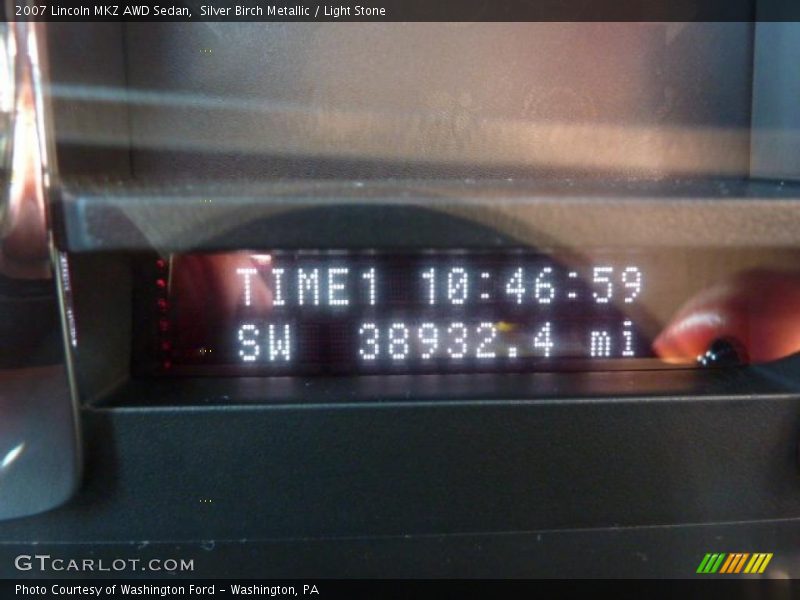 2007 Lincoln MKZ AWD Sedan,  Silver Birch Metallic / Light Stone
TIME1 10:46:59
SW 38932.4 mi
GTCARLOT.COM
Photo Courtesy of Washington Ford - Washington, PA